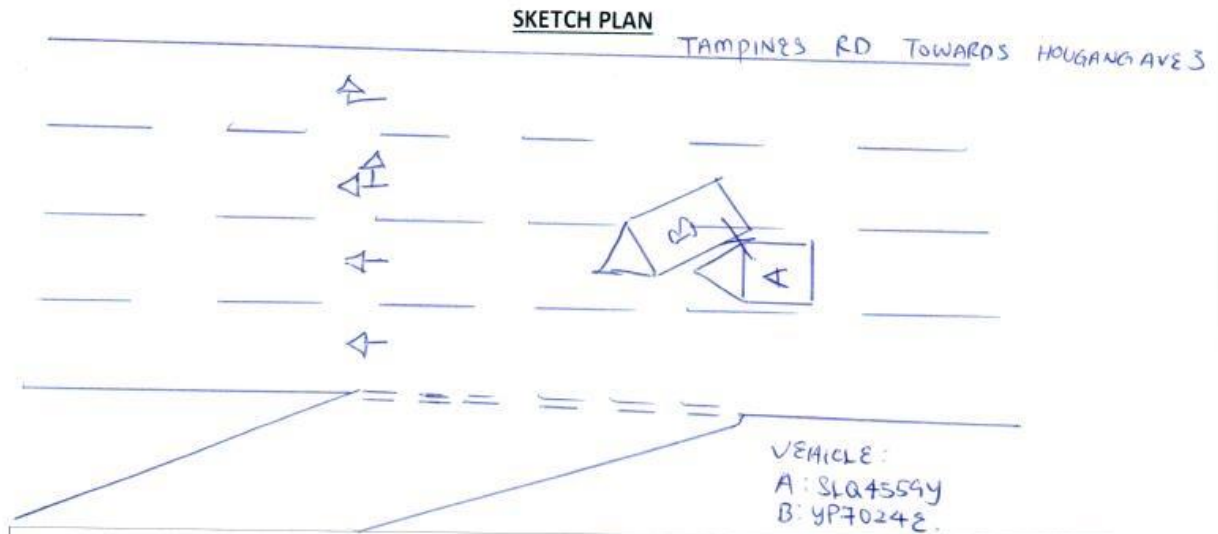 SKETCH PLAN
TAMPINES RD TOWARDS HOUGANG AVE 3
B
A
VEHICLE:
A: SLQ4559Y
B: YP7024E.